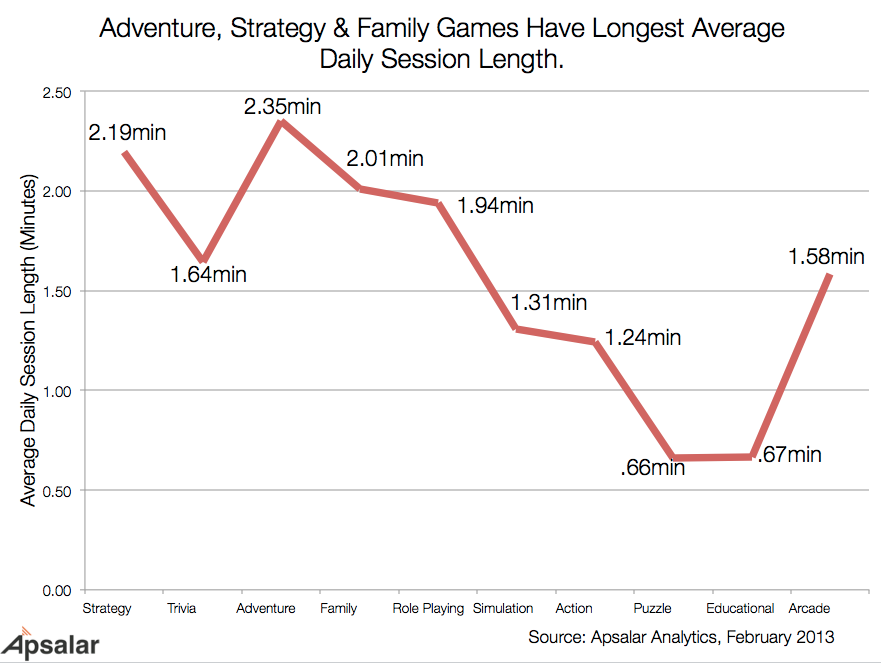 Adventure, Strategy & Family Games Have Longest Average
Daily Session Length.
Average Daily Session Length (Minutes)
2.50
2.00
1.50
1.00
0.50
0.00
2.19min
1.64min
2.35min
2.01min
1.94min
1.31min
1.24min
.66min
.67min
1.58min
Strategy Trivia Adventure Family Role Playing Simulation Action Puzzle Educational Arcade
Apsalar
Source: Apsalar Analytics, February 2013